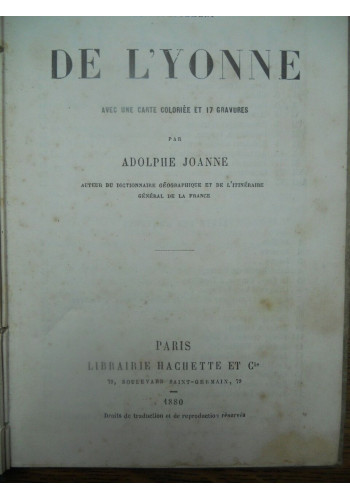 DE L'YONNE
AVEC UNE CARTE COLORIÉE ET 17 GRAVURES
PAR
ADOLPHE JOANNE
AUTEUR DU DICTIONNAIRE GÉOGRAPHIQUE ET DE L'ITINÉRAIRE
GÉNÉRAL DE LA FRANCE
PARIS
LIBRAIRIE HACHETTE ET Cie
79, BOULEVARD SAINT-GERMAIN, 79
1880
Droits de traduction et de reproduction réservés